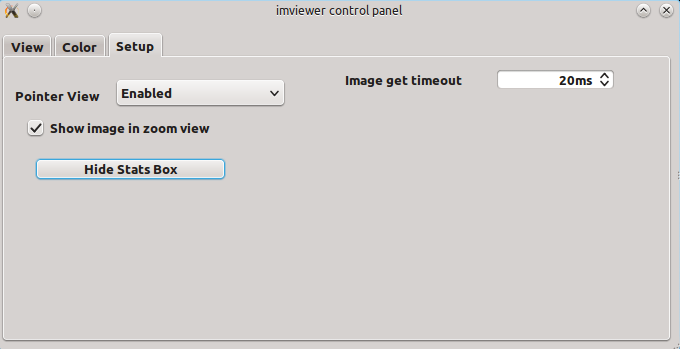 imviewer control panel
View Color Setup
Pointer View Enabled
Image get timeout 20ms
Show image in zoom view
Hide Stats Box